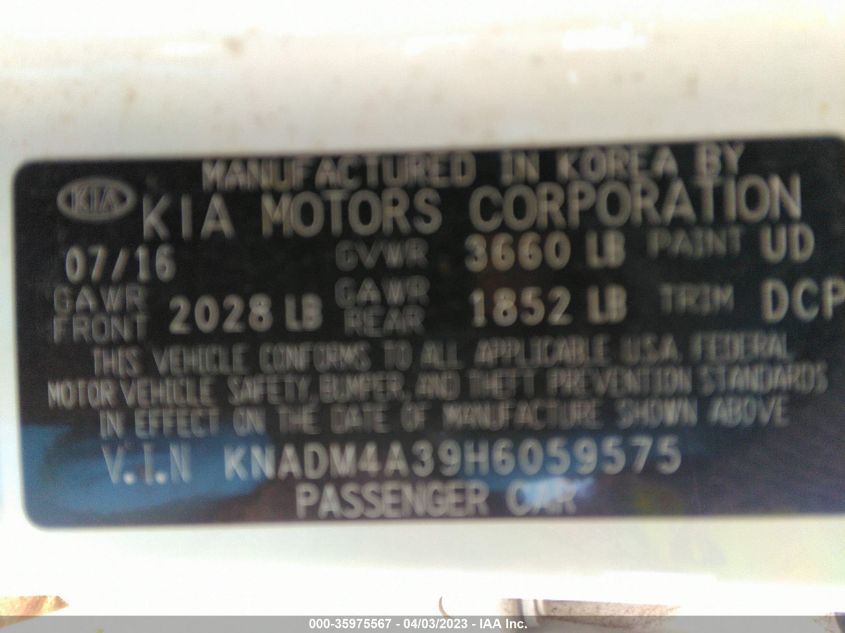 MANUFACTURED IN KOREA BY
KIA KIA MOTORS CORPORATION
07/16 GVWR 3660 LB PAINT UD
GAWR FRONT 2028 LB GAWR REAR 1852 LB TRIM DCP
THIS VEHICLE CONFORMS TO ALL APPLICABLE U.S.A. FEDERAL
MOTOR VEHICLE SAFETY, BUMPER, AND THEFT PREVENTION STANDARDS
IN EFFECT ON THE DATE OF MANUFACTURE SHOWN ABOVE
V.I.N KNADM4A39H6059575
PASSENGER CAR
000-35975567 - 04/03/2023 - IAA Inc.